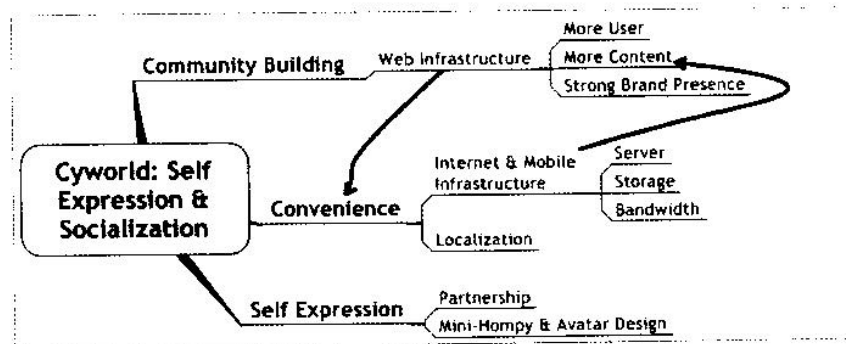 More User
Community Building
Web Infrastructure
More Content
Strong Brand Presence
Cyworld: Self
Expression &
Socialization
Internet & Mobile
Infrastructure
Server
Storage
Bandwidth
Convenience
Localization
Self Expression
Partnership
Mini-Hompy & Avatar Design